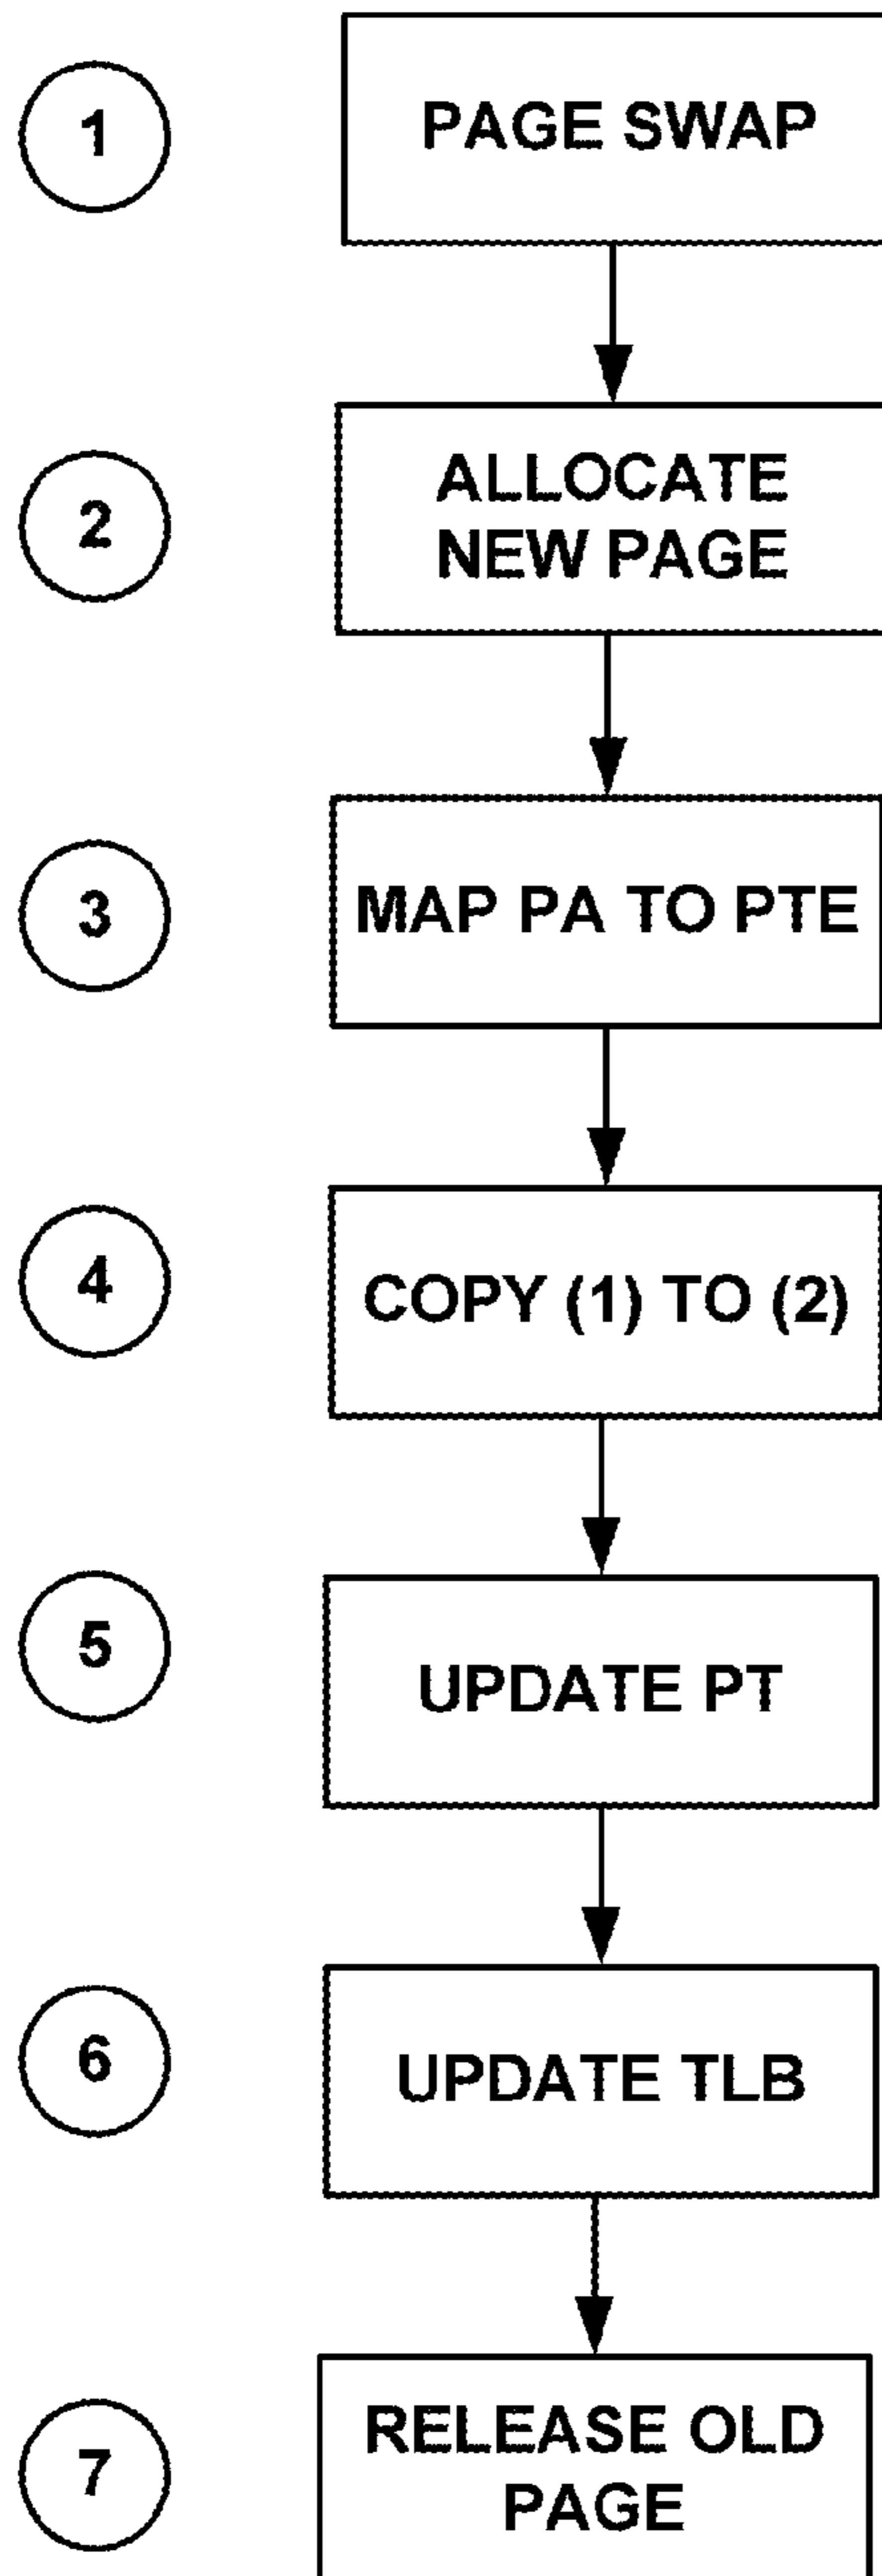 1
PAGE SWAP
2
ALLOCATE
NEW PAGE
3
MAP PA TO PTE
4
COPY (1) TO (2)
5
UPDATE PT
6
UPDATE TLB
7
RELEASE OLD
PAGE